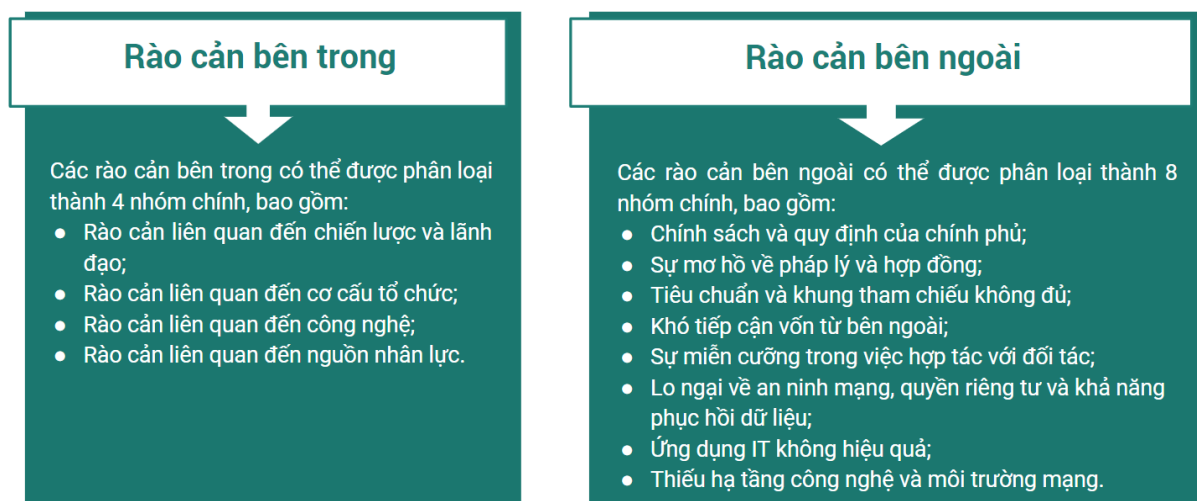 Rào cản bên trong
Các rào cản bên trong có thể được phân loại
thành 4 nhóm chính, bao gồm:
● Rào cản liên quan đến chiến lược và lãnh
đạo;
● Rào cản liên quan đến cơ cấu tổ chức;
● Rào cản liên quan đến công nghệ;
● Rào cản liên quan đến nguồn nhân lực.
Rào cản bên ngoài
Các rào cản bên ngoài có thể được phân loại thành 8
nhóm chính, bao gồm:
● Chính sách và quy định của chính phủ;
● Sự mơ hồ về pháp lý và hợp đồng;
● Tiêu chuẩn và khung tham chiếu không đủ;
● Khó tiếp cận vốn từ bên ngoài;
● Sự miễn cưỡng trong việc hợp tác với đối tác;
● Lo ngại về an ninh mạng, quyền riêng tư và khả năng
phục hồi dữ liệu;
● Ứng dụng IT không hiệu quả;
● Thiếu hạ tầng công nghệ và môi trường mạng.